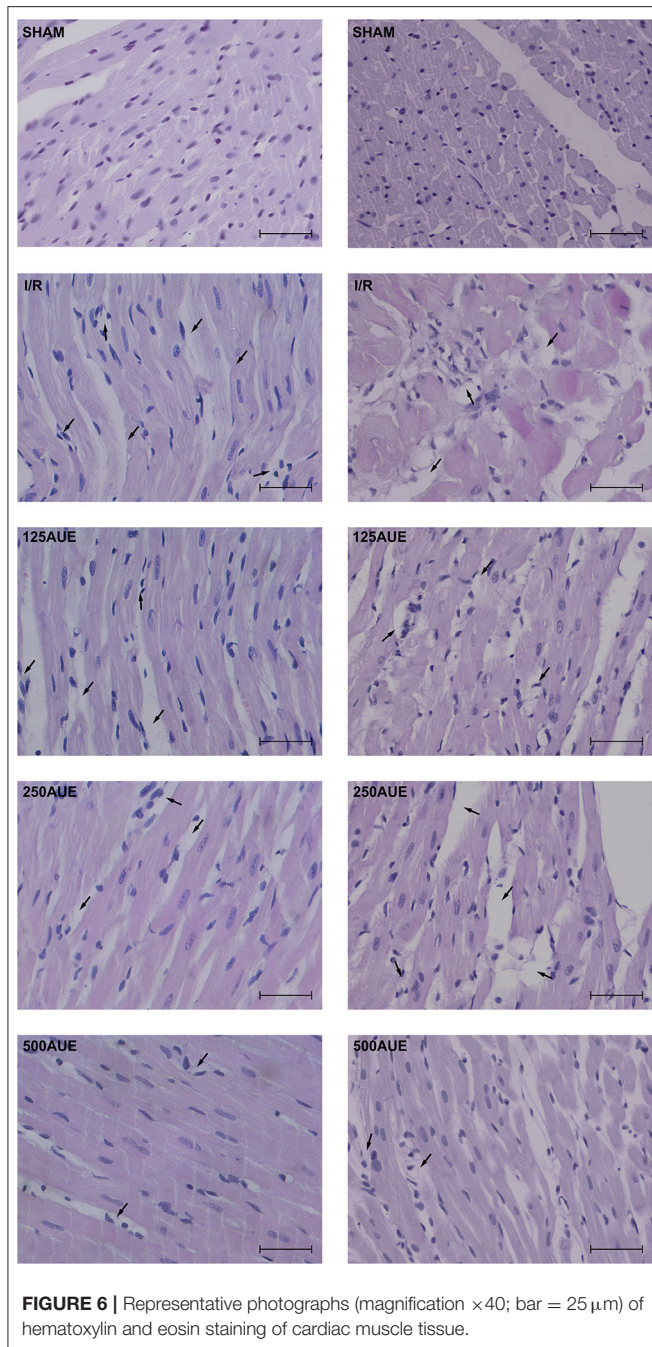 SHAM
SHAM
I/R
I/R
125AUE
125AUE
250AUE
250AUE
500AUE
500AUE
FIGURE 6 | Representative photographs (magnification ×40; bar = 25 μm) of
hematoxylin and eosin staining of cardiac muscle tissue.